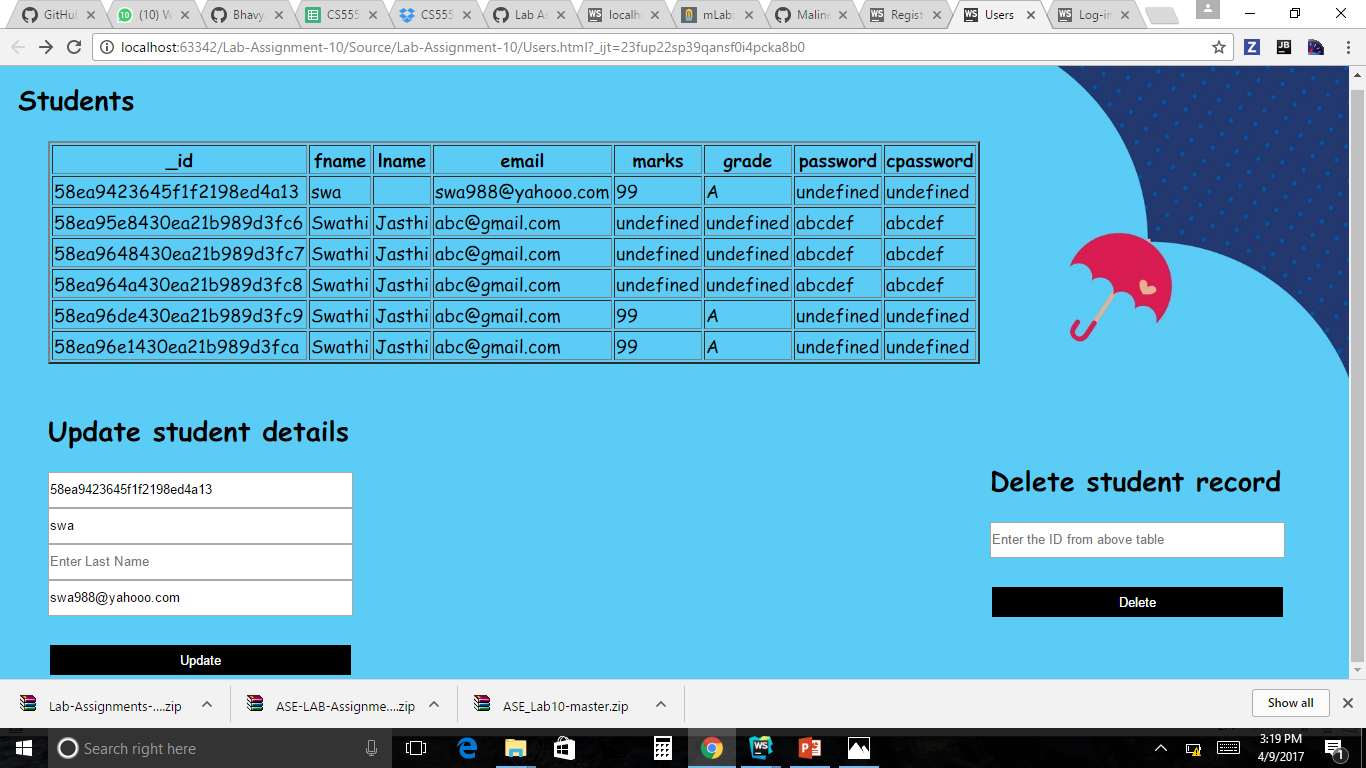 GitHub (10) W Bhavy CS555 CS555 Lab As localh mLab: Maline Regist Users Log-in
localhost:63342/Lab-Assignment-10/Source/Lab-Assignment-10/Users.html?_ijt=23fup22sp39qansf0i4pcka8b0
Students
_id fname lname email marks grade password cpassword
58ea9423645f1f2198ed4a13 swa swa988@yahooo.com 99 A undefined undefined
58ea95e8430ea21b989d3fc6 Swathi Jasthi abc@gmail.com undefined undefined abcdef abcdef
58ea9648430ea21b989d3fc7 Swathi Jasthi abc@gmail.com undefined undefined abcdef abcdef
58ea964a430ea21b989d3fc8 Swathi Jasthi abc@gmail.com undefined undefined abcdef abcdef
58ea96de430ea21b989d3fc9 Swathi Jasthi abc@gmail.com 99 A undefined undefined
58ea96e1430ea21b989d3fca Swathi Jasthi abc@gmail.com 99 A undefined undefined
Update student details
58ea9423645f1f2198ed4a13
swa
Enter Last Name
swa988@yahooo.com
Update
Delete student record
Enter the ID from above table
Delete
Lab-Assignments-....zip ASE-LAB-Assignme....zip ASE_Lab10-master.zip Show all
Search right here
3:19 PM
4/9/2017
1